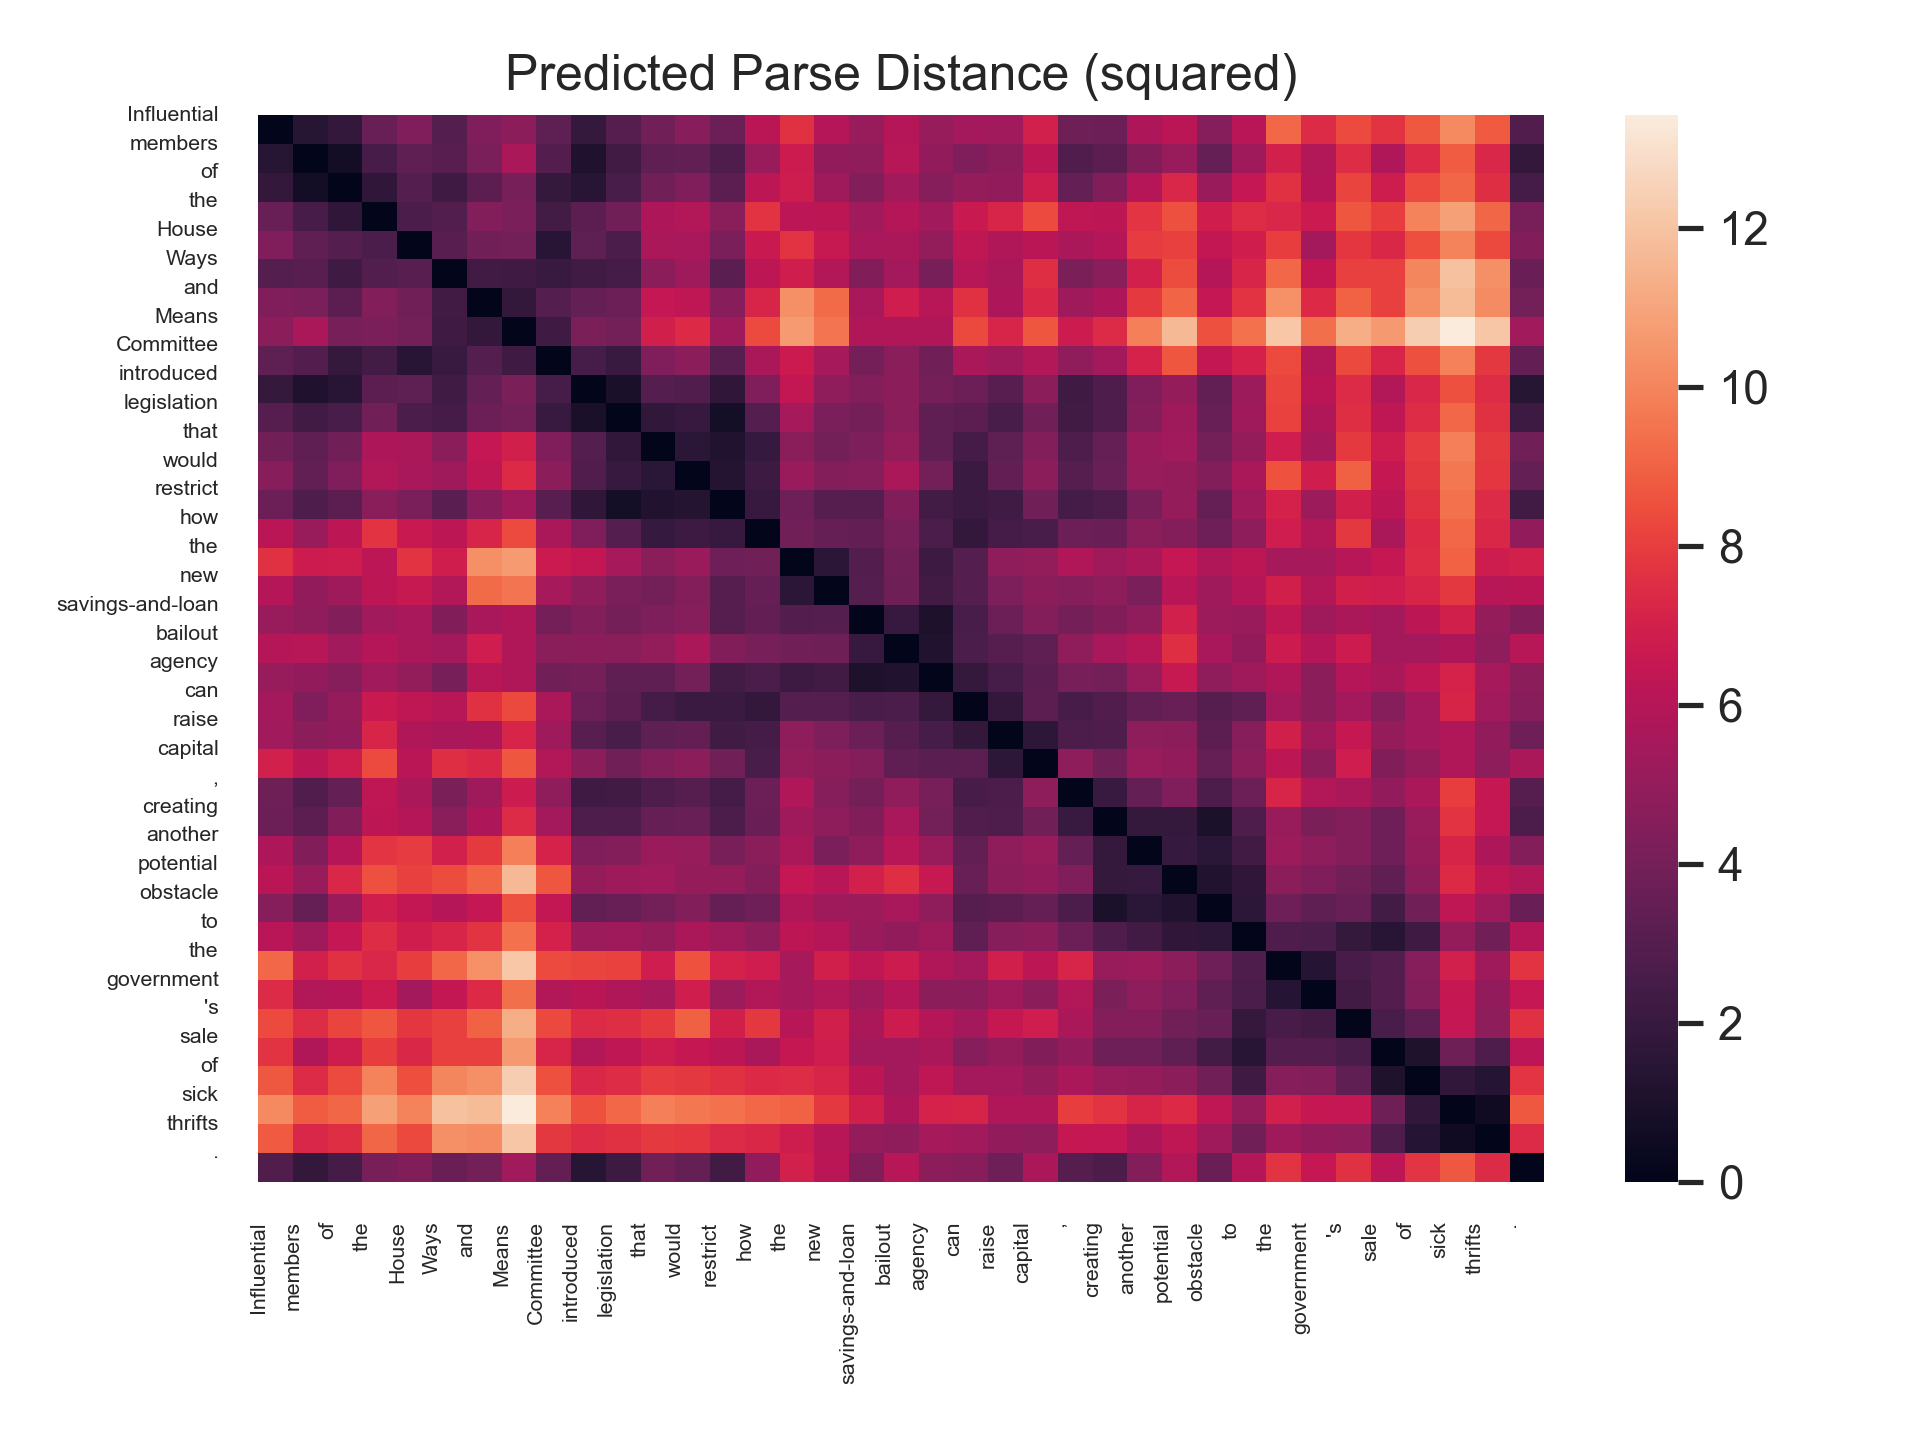 Predicted Parse Distance (squared)
Influential
members
of
the
House
Ways
and
Means
Committee
introduced
legislation
that
would
restrict
how
the
new
savings-and-loan
bailout
agency
can
raise
capital
,
creating
another
potential
obstacle
to
the
government
's
sale
of
sick
thrifts
.
12
10
8
6
4
2
0
Influential
members
of
the
House
Ways
and
Means
Committee
introduced
legislation
that
would
restrict
how
the
new
savings-and-loan
bailout
agency
can
raise
capital
,
creating
another
potential
obstacle
to
the
government
's
sale
of
sick
thrifts
.